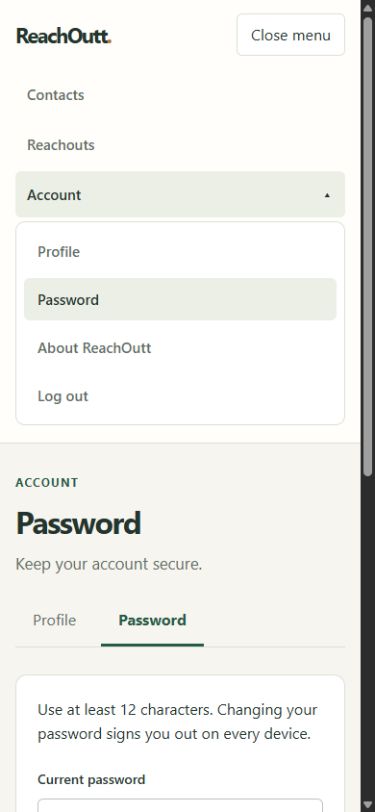 ReachOutt.
Close menu
Contacts
Reachouts
Account
Profile
Password
About ReachOutt
Log out
ACCOUNT
Password
Keep your account secure.
Profile
Password
Use at least 12 characters. Changing your
password signs you out on every device.
Current password